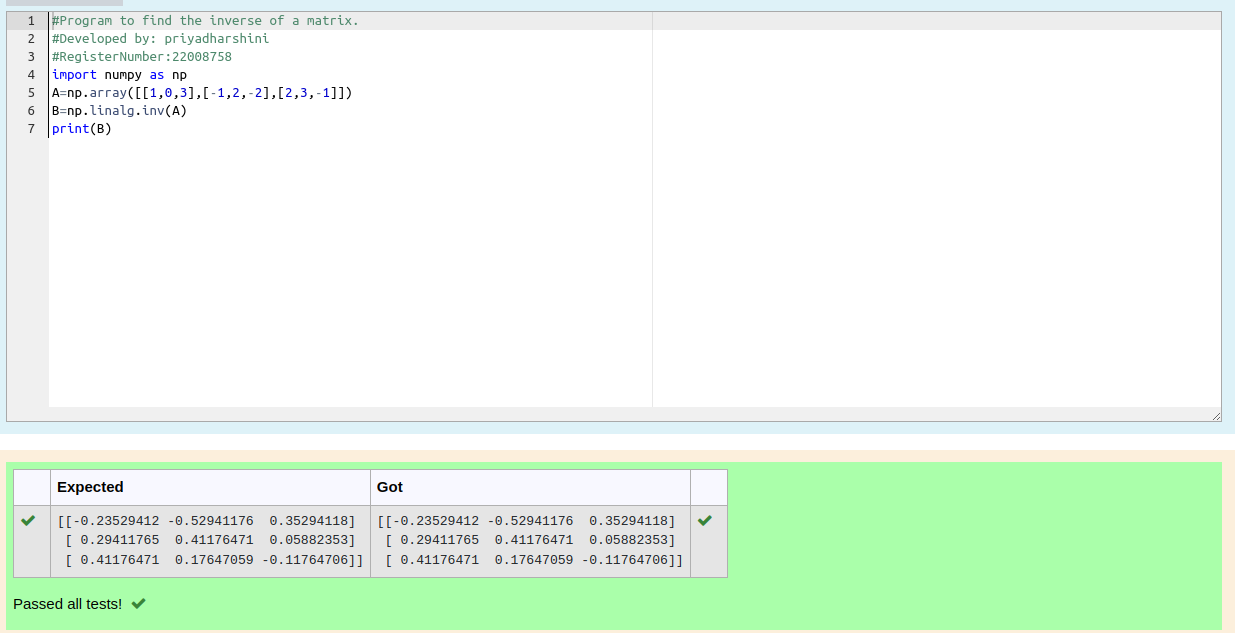 1 #Program to find the inverse of a matrix.
2 #Developed by: priyadharshini
3 #RegisterNumber:22008758
4 import numpy as np
5 A=np.array([[1,0,3],[-1,2,-2],[2,3,-1]])
6 B=np.linalg.inv(A)
7 print(B)
Expected Got
[[-0.23529412 -0.52941176  0.35294118] [[-0.23529412 -0.52941176  0.35294118]
[ 0.29411765  0.41176471  0.05882353] [ 0.29411765  0.41176471  0.05882353]
[ 0.41176471  0.17647059 -0.11764706]] [ 0.41176471  0.17647059 -0.11764706]]
Passed all tests!